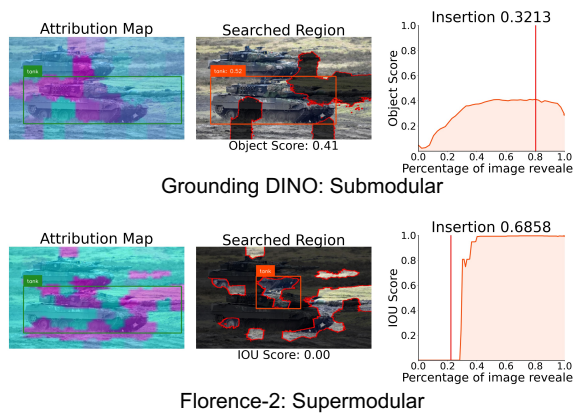 Attribution Map
Searched Region
Insertion 0.3213
tank
tank: 0.52
Object Score: 0.41
Object Score
1.0
0.8
0.6
0.4
0.2
0.0 0.2 0.4 0.6 0.8 1.0
Percentage of image reveale
Grounding DINO: Submodular
Attribution Map
Searched Region
Insertion 0.6858
tank
tank
IOU Score: 0.00
IOU Score
1.0
0.8
0.6
0.4
0.2
0.0 0.2 0.4 0.6 0.8 1.0
Percentage of image reveale
Florence-2: Supermodular